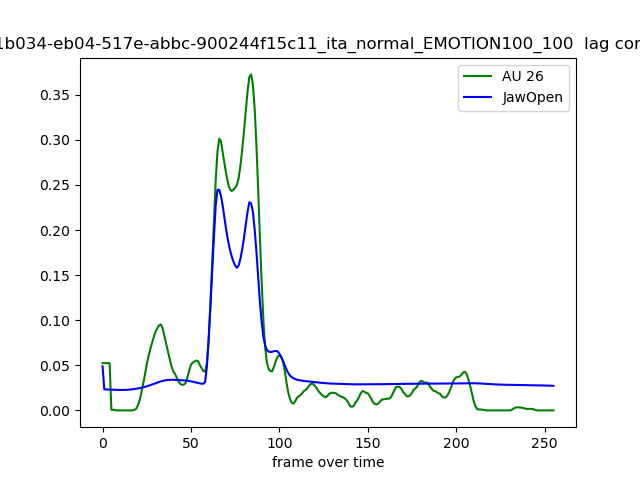 1b034-eb04-517e-abbc-900244f15c11_ita_normal_EMOTION100_100 lag cor
AU 26
JawOpen
0.35
0.30
0.25
0.20
0.15
0.10
0.05
0.00
0 50 100 150 200 250
frame over time